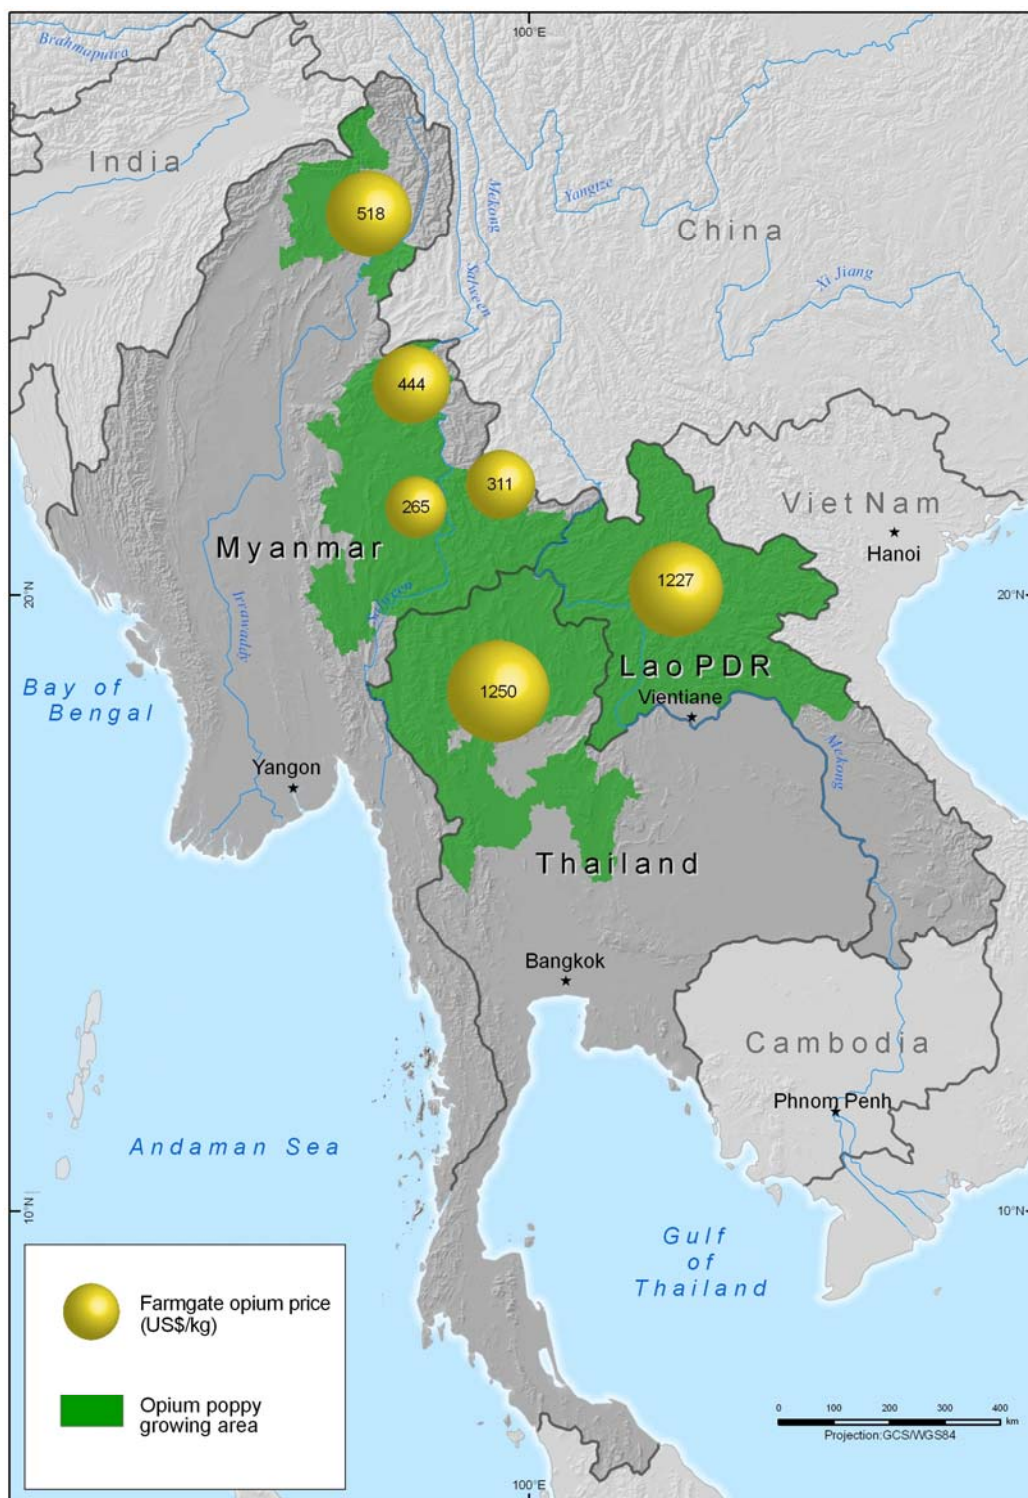 100°E
Brahmaputra
India
518
Mekong
Yangtze
China
Salween
Xi Jiang
444
311
265
Viet Nam
Hanoi
Myanmar
1227
20°N
20°N
Irrawaddy
Salween
Lao PDR
Vientiane
1250
Bay of
Bengal
Mekong
Yangon
Thailand
Bangkok
Cambodia
Phnom Penh
Andaman Sea
10°N
10°N
Gulf
of
Thailand
Farmgate opium price
(US$/kg)
Opium poppy
growing area
0 100 200 300 400
km
Projection:GCS/WGS84
100°E